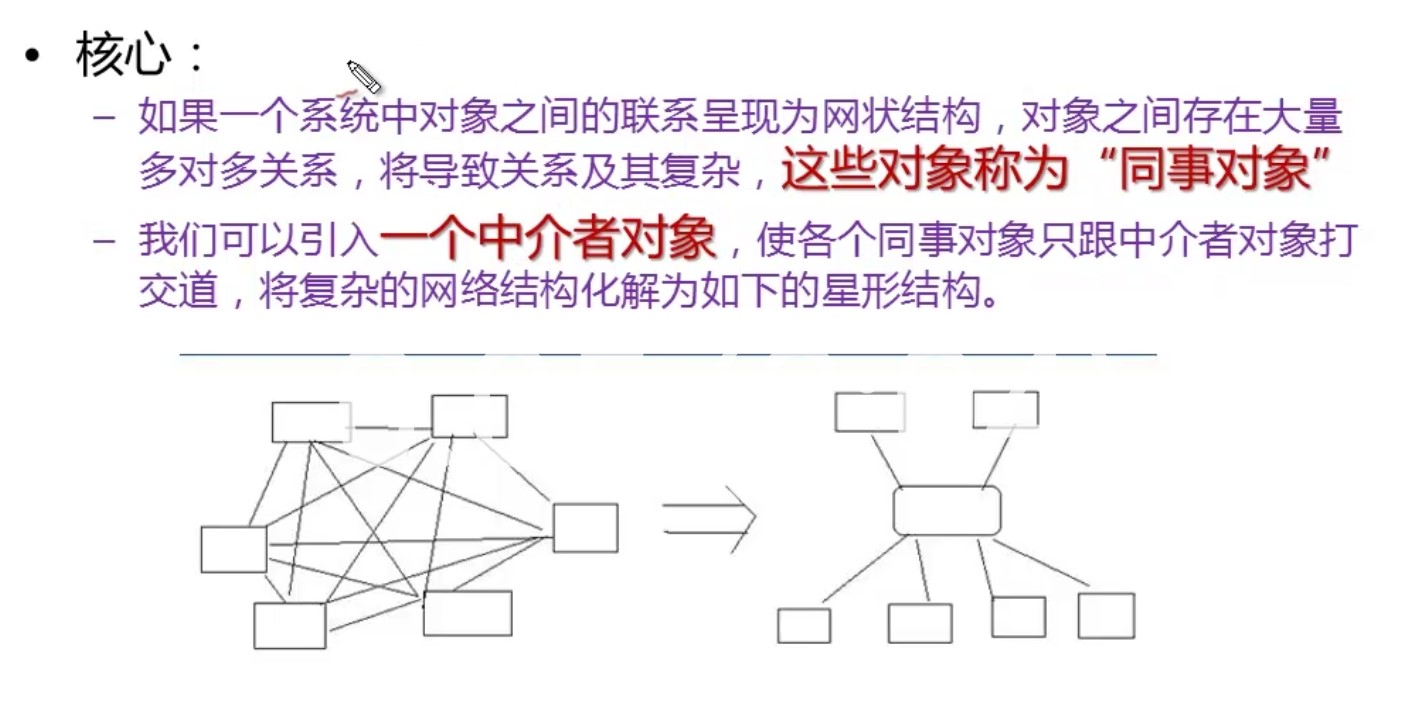 • 核心：
– 如果一个系统中对象之间的联系呈现为网状结构，对象之间存在大量
多对多关系，将导致关系及其复杂，这些对象称为“同事对象”
– 我们可以引入一个中介者对象，使各个同事对象只跟中介者对象打
交道，将复杂的网络结构化解为如下的星形结构。